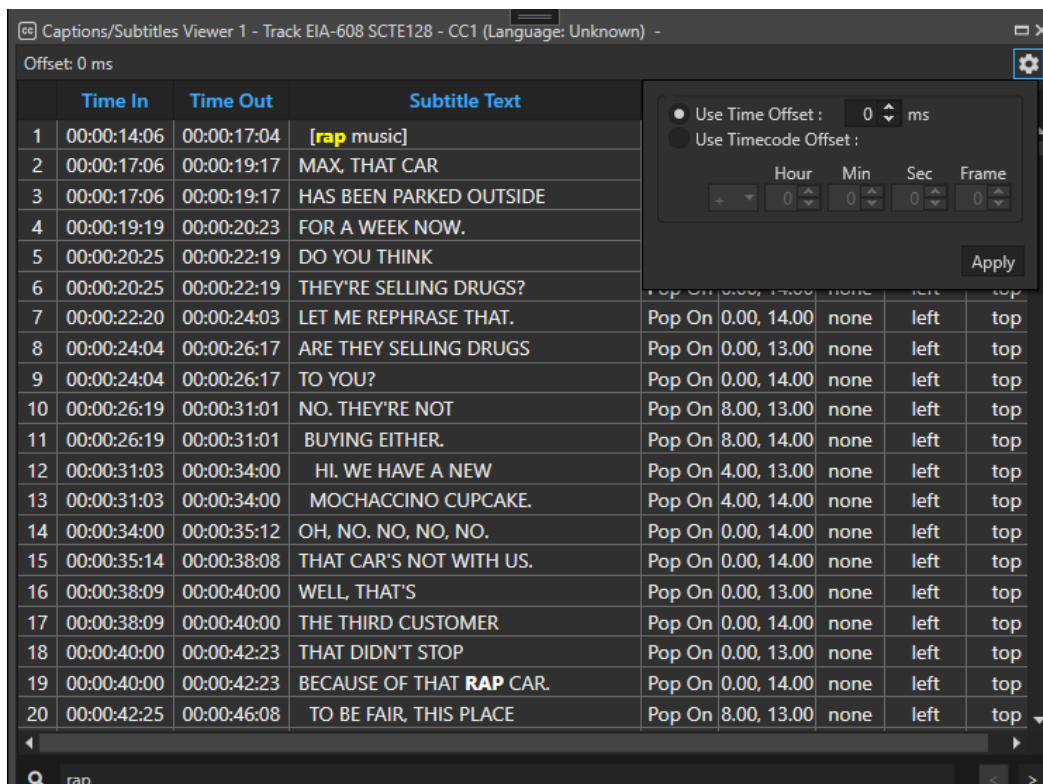 cc Captions/Subtitles Viewer 1 - Track EIA-608 SCTE128 - CC1 (Language: Unknown) -
Offset: 0 ms
Time In Time Out Subtitle Text
Use Time Offset : 0 ms
Use Timecode Offset :
Hour Min Sec Frame
+ 0 0 0 0
Apply
1 00:00:14:06 00:00:17:04 [rap music]
2 00:00:17:06 00:00:19:17 MAX, THAT CAR
3 00:00:17:06 00:00:19:17 HAS BEEN PARKED OUTSIDE
4 00:00:19:19 00:00:20:23 FOR A WEEK NOW.
5 00:00:20:25 00:00:22:19 DO YOU THINK
6 00:00:20:25 00:00:22:19 THEY'RE SELLING DRUGS? Pop On 0.00, 14.00 none left top
7 00:00:22:20 00:00:24:03 LET ME REPHRASE THAT. Pop On 0.00, 14.00 none left top
8 00:00:24:04 00:00:26:17 ARE THEY SELLING DRUGS Pop On 0.00, 13.00 none left top
9 00:00:24:04 00:00:26:17 TO YOU? Pop On 0.00, 14.00 none left top
10 00:00:26:19 00:00:31:01 NO. THEY'RE NOT Pop On 8.00, 13.00 none left top
11 00:00:26:19 00:00:31:01 BUYING EITHER. Pop On 8.00, 14.00 none left top
12 00:00:31:03 00:00:34:00 HI. WE HAVE A NEW Pop On 4.00, 13.00 none left top
13 00:00:31:03 00:00:34:00 MOCHACCINO CUPCAKE. Pop On 4.00, 14.00 none left top
14 00:00:34:00 00:00:35:12 OH, NO. NO, NO, NO. Pop On 0.00, 14.00 none left top
15 00:00:35:14 00:00:38:08 THAT CAR'S NOT WITH US. Pop On 0.00, 14.00 none left top
16 00:00:38:09 00:00:40:00 WELL, THAT'S Pop On 0.00, 13.00 none left top
17 00:00:38:09 00:00:40:00 THE THIRD CUSTOMER Pop On 0.00, 14.00 none left top
18 00:00:40:00 00:00:42:23 THAT DIDN'T STOP Pop On 0.00, 13.00 none left top
19 00:00:40:00 00:00:42:23 BECAUSE OF THAT RAP CAR. Pop On 0.00, 14.00 none left top
20 00:00:42:25 00:00:46:08 TO BE FAIR, THIS PLACE Pop On 8.00, 13.00 none left top
rap < >